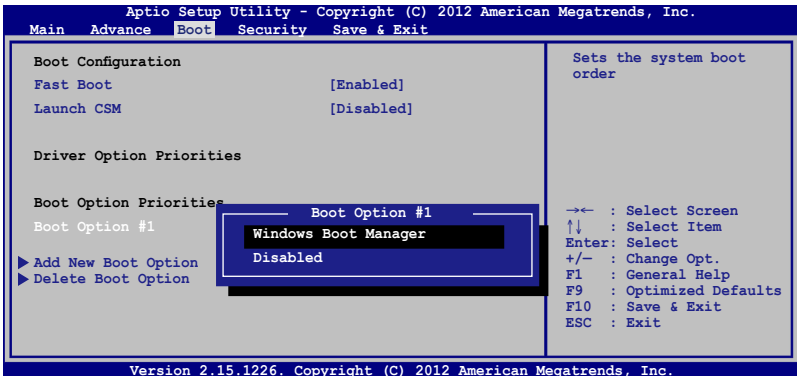 Aptio Setup Utility - Copyright (C) 2012 American Megatrends, Inc.
Main Advance Boot Security Save & Exit
Boot Configuration
Fast Boot [Enabled]
Launch CSM [Disabled]
Driver Option Priorities
Boot Option Priorities
Boot Option #1
Add New Boot Option
Delete Boot Option
Boot Option #1
Windows Boot Manager
Disabled
Sets the system boot
order
→← : Select Screen
↑↓ : Select Item
Enter: Select
+/— : Change Opt.
F1 : General Help
F9 : Optimized Defaults
F10 : Save & Exit
ESC : Exit
Version 2.15.1226. Copyright (C) 2012 American Megatrends, Inc.